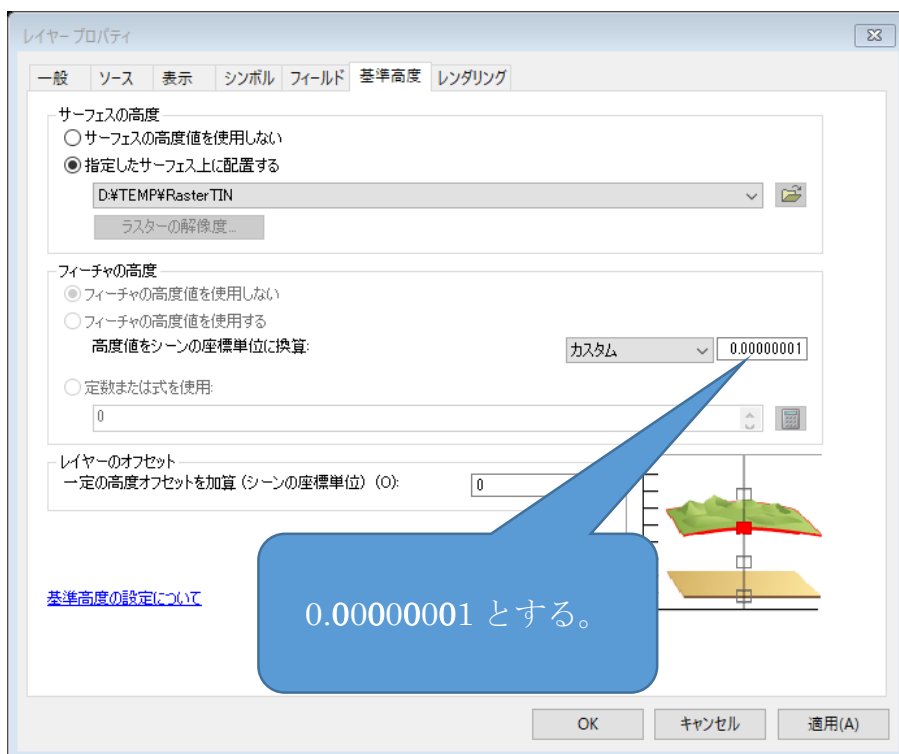 レイヤー プロパティ
一般 ソース 表示 シンボル フィールド 基準高度 レンダリング
サーフェスの高度
サーフェスの高度値を使用しない
指定したサーフェス上に配置する
D:¥TEMP¥RasterTIN
ラスターの解像度...
フィーチャの高度
フィーチャの高度値を使用しない
フィーチャの高度値を使用する
高度値をシーンの座標単位に換算: カスタム 0.00000001
定数または式を使用:
0
レイヤーのオフセット
一定の高度オフセットを加算 (シーンの座標単位) (O): 0
基準高度の設定について
0.00000001 とする。
OK キャンセル 適用(A)